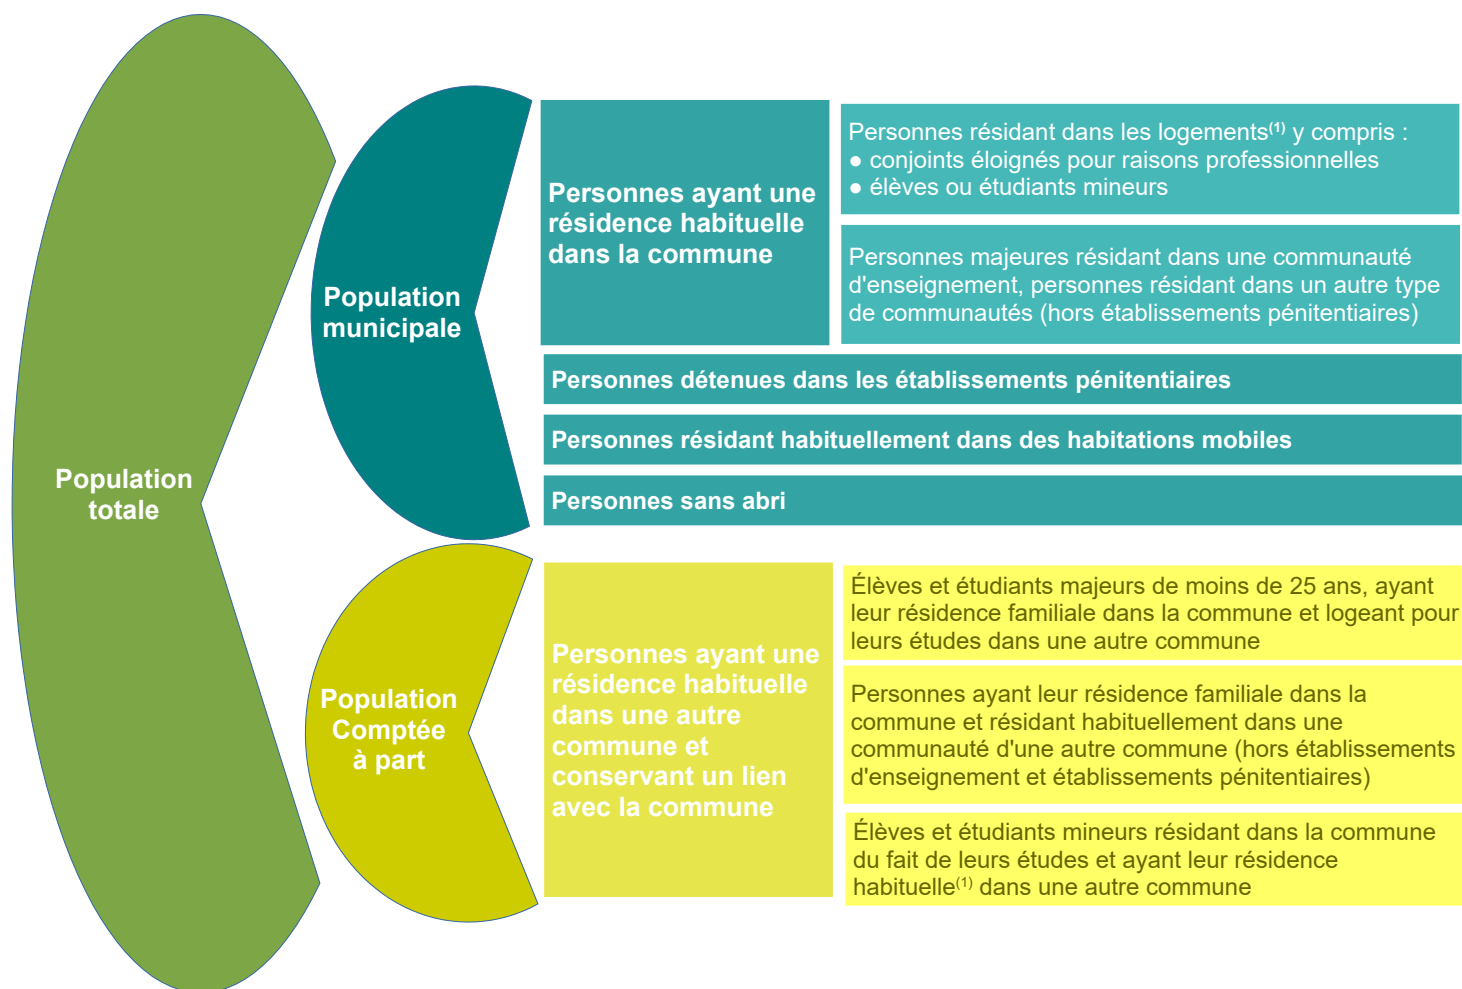 Population
totale
Population
municipale
Personnes ayant une
résidence habituelle
dans la commune
Personnes résidant dans les logements(1) y compris :
● conjoints éloignés pour raisons professionnelles
● élèves ou étudiants mineurs
Personnes majeures résidant dans une communauté
d'enseignement, personnes résidant dans un autre type
de communautés (hors établissements pénitentiaires)
Personnes détenues dans les établissements pénitentiaires
Personnes résidant habituellement dans des habitations mobiles
Personnes sans abri
Population
Comptée
à part
Personnes ayant une
résidence habituelle
dans une autre
commune et
conservant un lien
avec la commune
Élèves et étudiants majeurs de moins de 25 ans, ayant
leur résidence familiale dans la commune et logeant pour
leurs études dans une autre commune
Personnes ayant leur résidence familiale dans la
commune et résidant habituellement dans une
communauté d'une autre commune (hors établissements
d'enseignement et établissements pénitentiaires)
Élèves et étudiants mineurs résidant dans la commune
du fait de leurs études et ayant leur résidence
habituelle(1) dans une autre commune